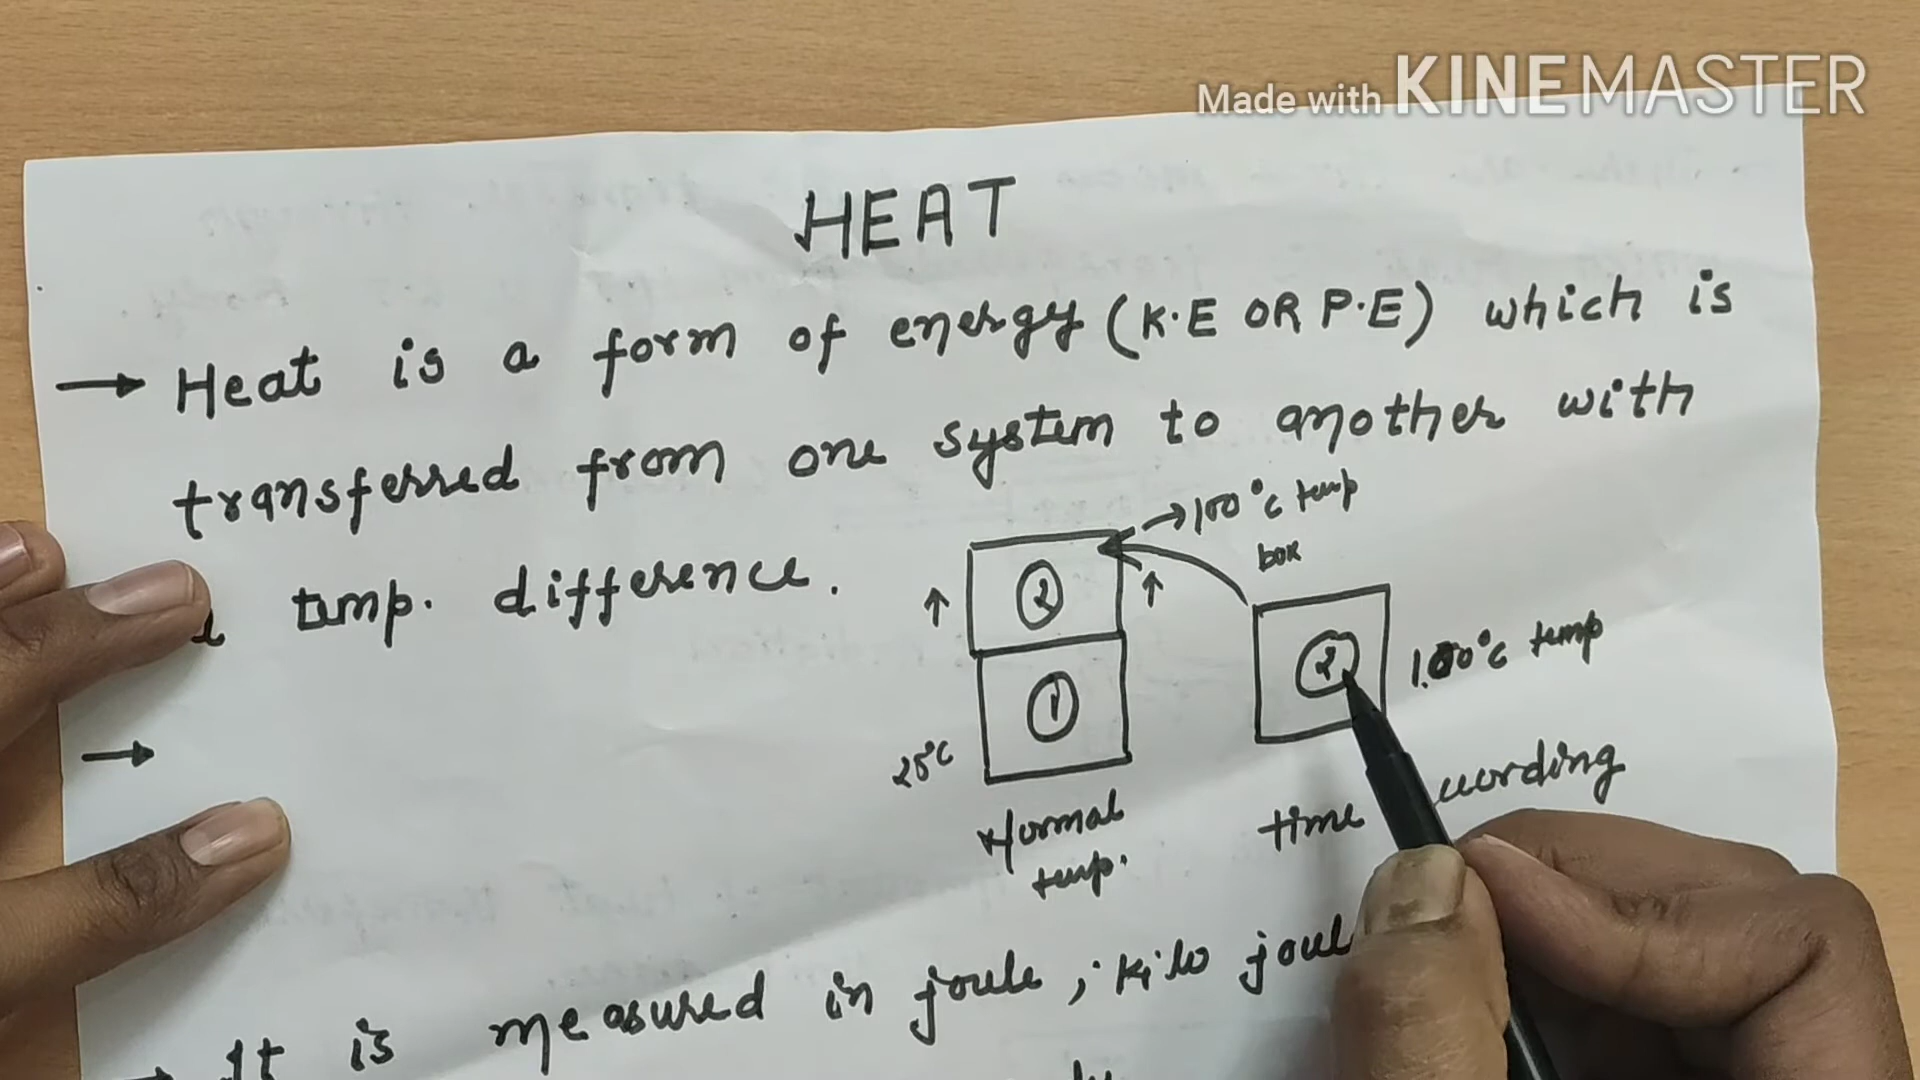 Made with KINEMASTER
HEAT
→ Heat is a form of energy (K.E OR P.E) which is
transferred from one system to another with
temp. difference.
→ 100°C temp
box
↑ ② ↑
② 100°C temp
①
25°C
→
Normal
temp.
time
It is measured in joule, kilo